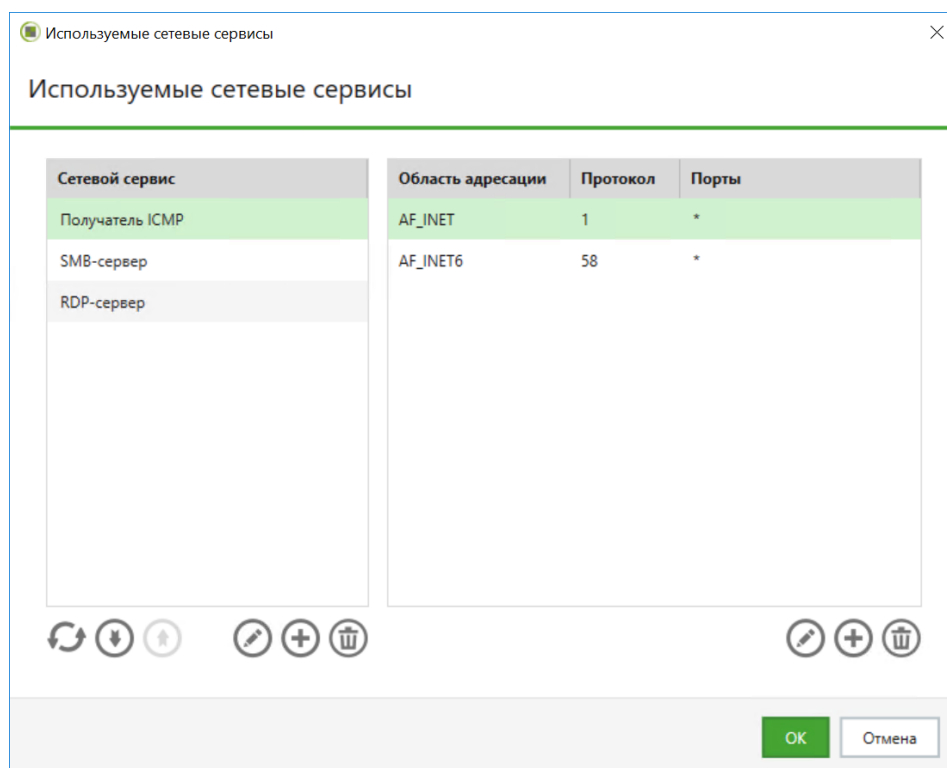 Используемые сетевые сервисы
Используемые сетевые сервисы
Сетевой сервис
Получатель ICMP
SMB-сервер
RDP-сервер
Область адресации Протокол Порты
AF_INET 1 *
AF_INET6 58 *
ОК Отмена